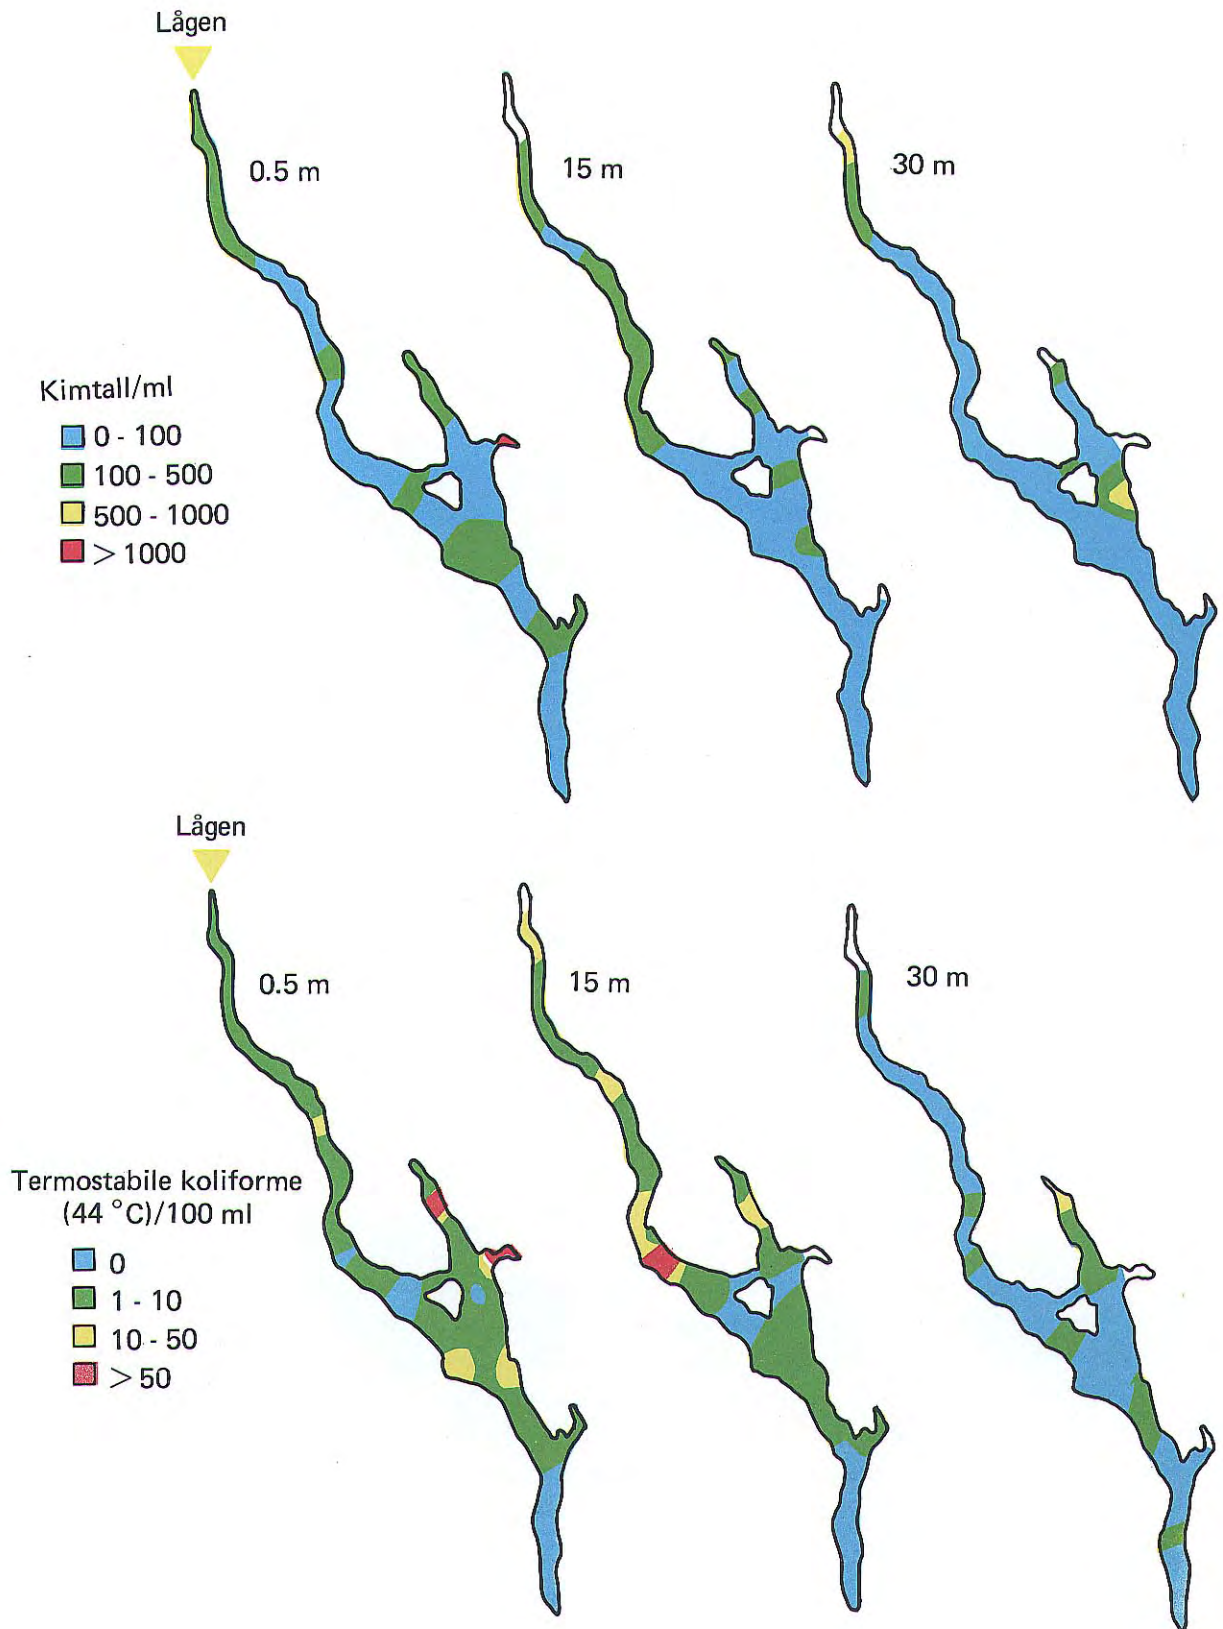 Lågen
0.5 m
15 m
30 m
Kimtall/ml
0 - 100
100 - 500
500 - 1000
> 1000
Lågen
0.5 m
15 m
30 m
Termostabile koliforme
(44 °C)/100 ml
0
1 - 10
10 - 50
> 50